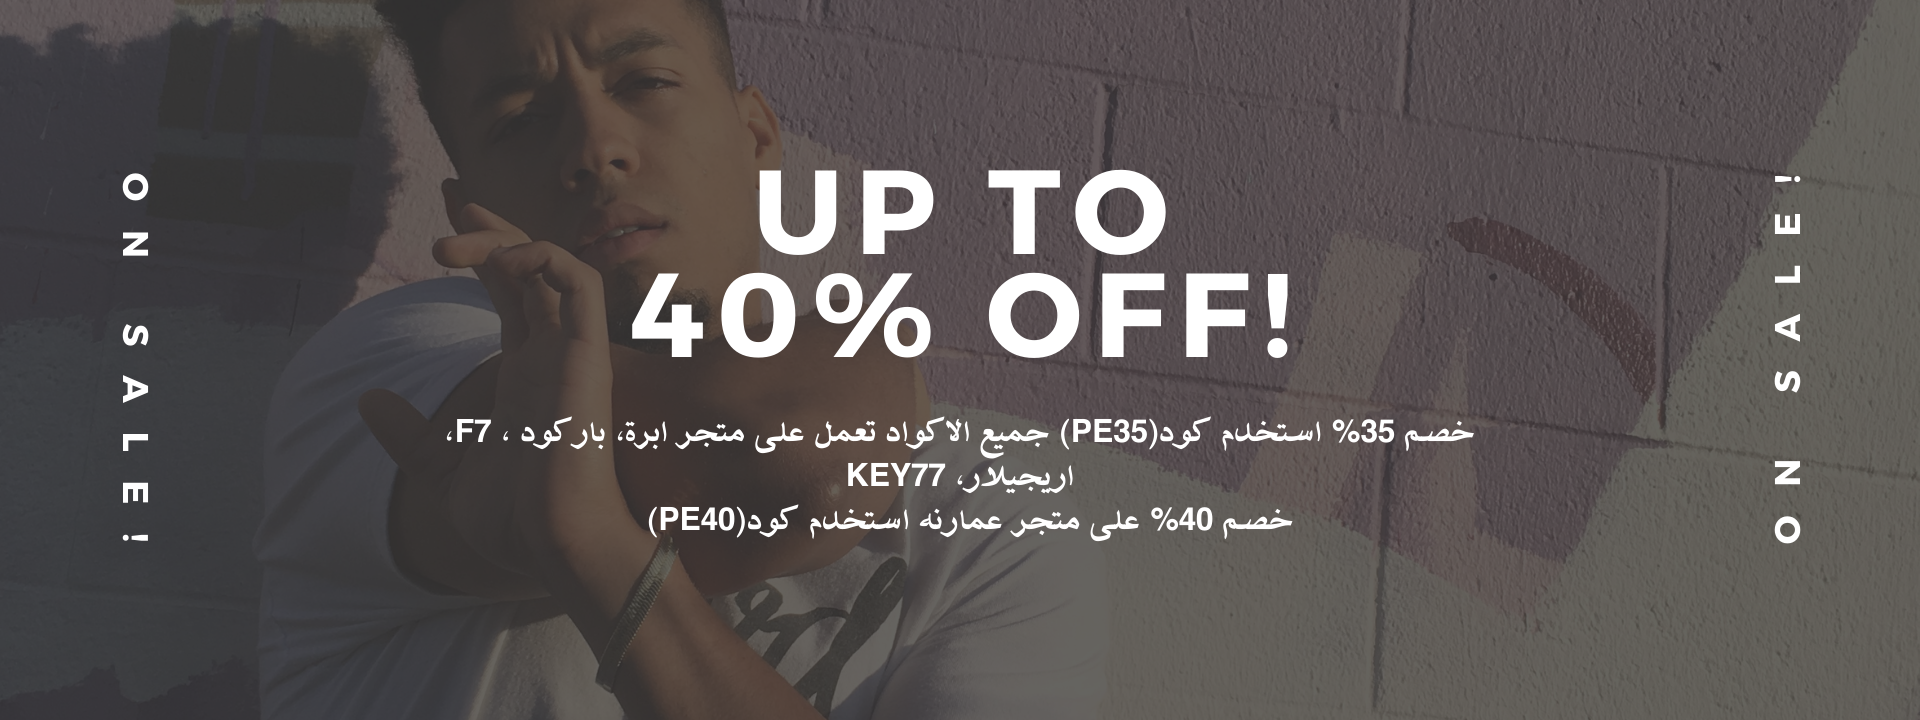 ON SALE!
UP TO
40% OFF!
خصم 35% استخدم كود(PE35) جميع الاكواد تعمل على متجر ابرة، باركود ، F7،
اريجيلار، KEY77
خصم 40% على متجر عمارنه استخدم كود(PE40)
ON SALE!